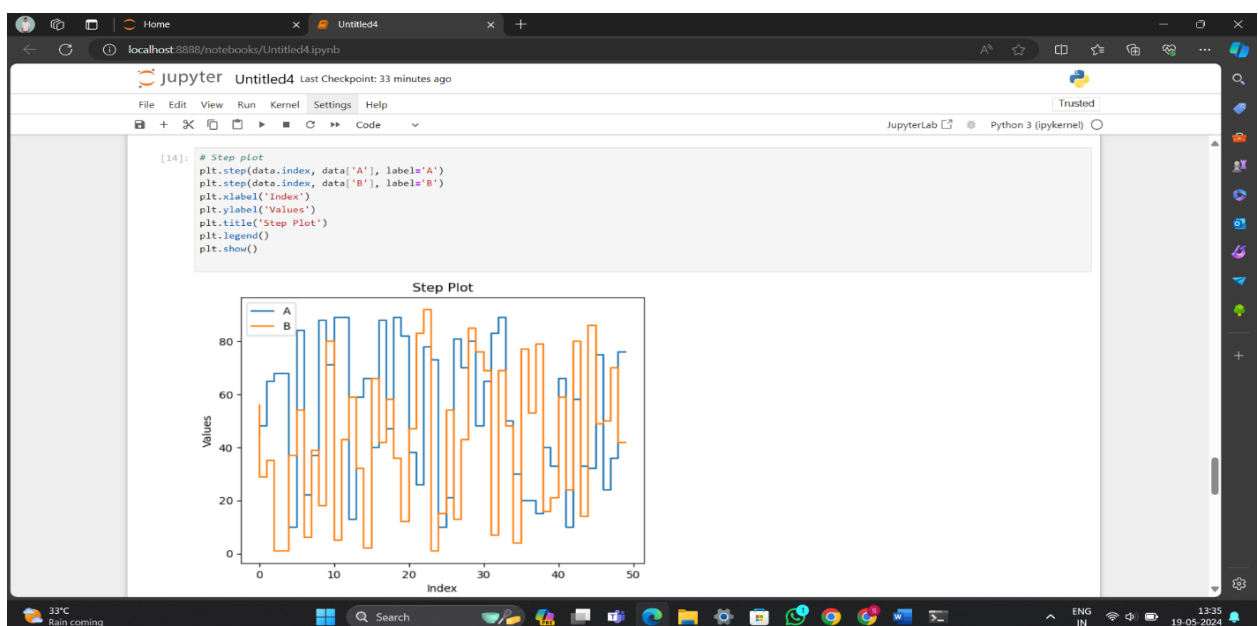 Home
Untitled4
localhost:8888/notebooks/Untitled4.ipynb
jupyter Untitled4 Last Checkpoint: 33 minutes ago
File Edit View Run Kernel Settings Help
Trusted
Code
JupyterLab
Python 3 (ipykernel)
[14]: # Step plot
plt.step(data.index, data['A'], label='A')
plt.step(data.index, data['B'], label='B')
plt.xlabel('Index')
plt.ylabel('Values')
plt.title('Step Plot')
plt.legend()
plt.show()
Step Plot
A
B
80
60
40
20
0
Values
0 10 20 30 40 50
Index
33°C
Rain coming
Search
ENG
IN
13:35
19-05-2024